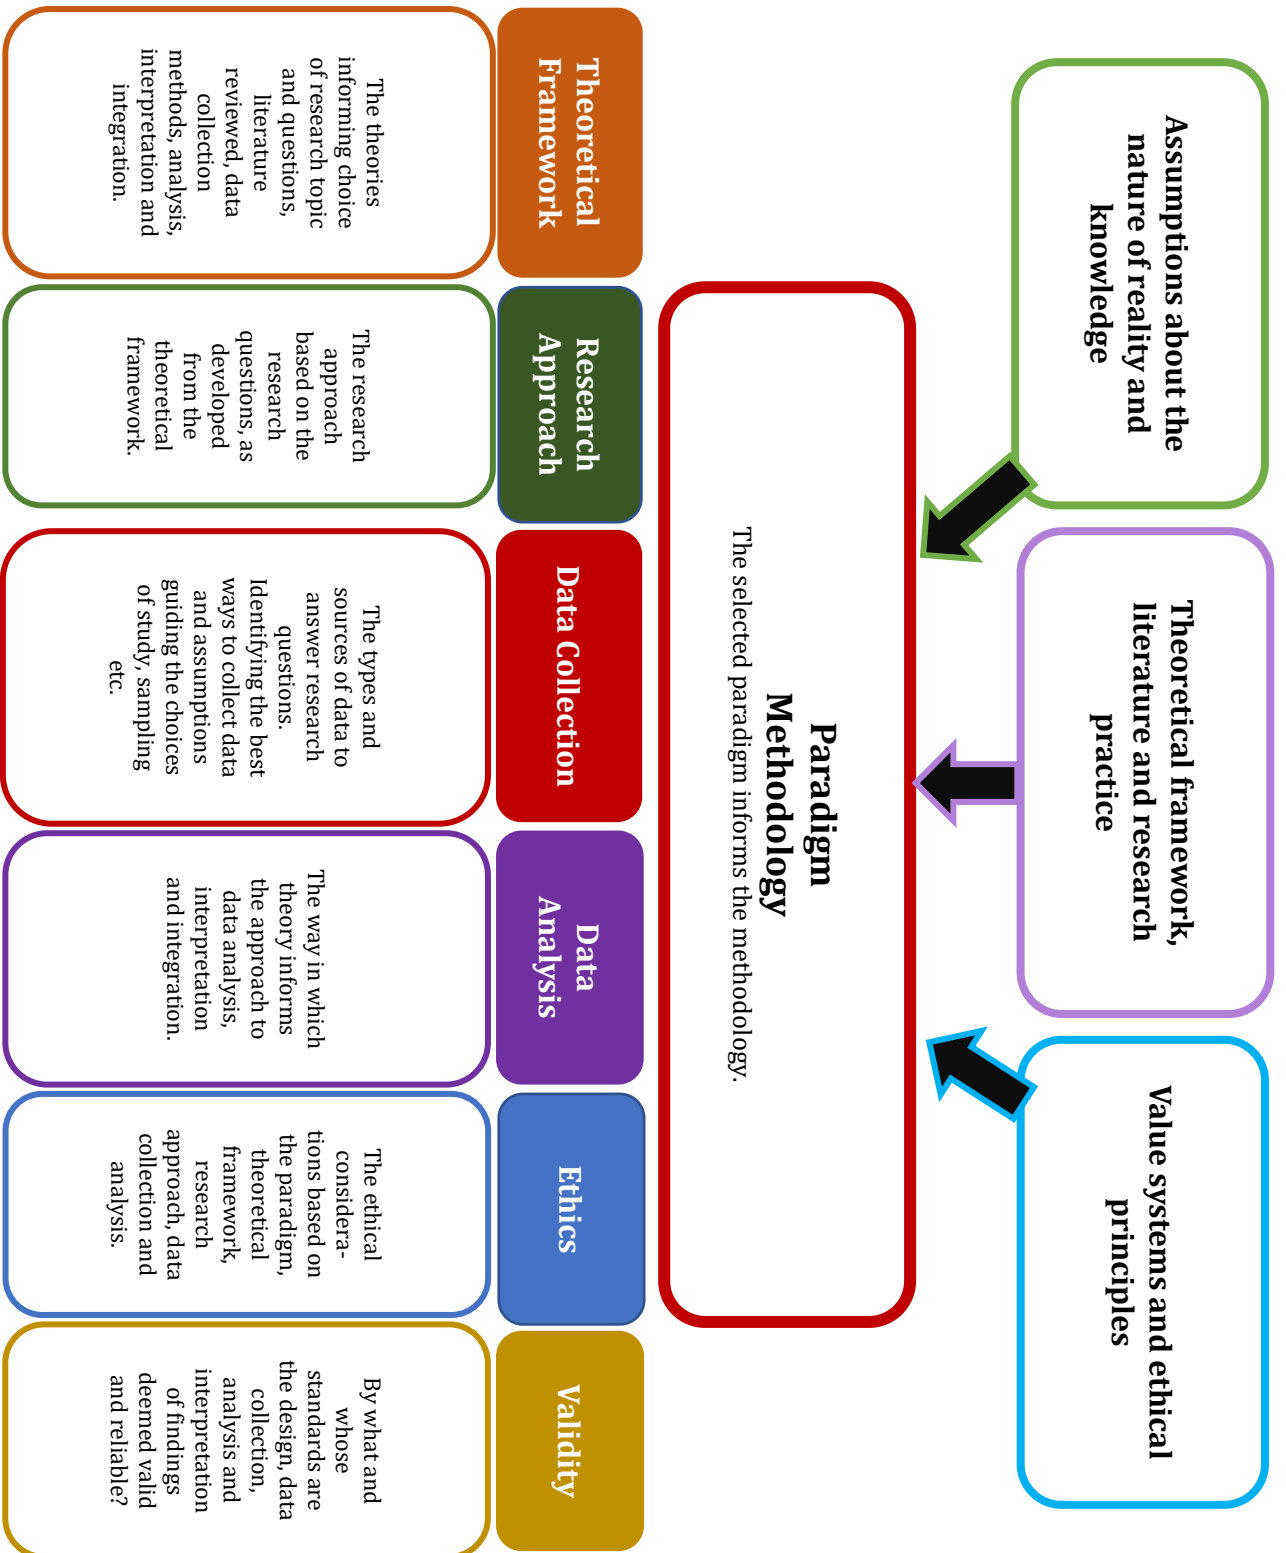 Assumptions about the
nature of reality and
knowledge
Theoretical framework,
literature and research
practice
Value systems and ethical
principles
Paradigm
Methodology
The selected paradigm informs the methodology.
Theoretical
Framework
The theories
informing choice
of research topic
and questions,
literature
reviewed, data
collection
methods, analysis,
interpretation and
integration.
Research
Approach
The research
approach
based on the
research
questions, as
developed
from the
theoretical
framework.
Data Collection
The types and
sources of data to
answer research
questions.
Identifying the best
ways to collect data
and assumptions
guiding the choices
of study, sampling
etc.
Data
Analysis
The way in which
theory informs
the approach to
data analysis,
interpretation
and integration.
Ethics
The ethical
considera-
tions based on
the paradigm,
theoretical
framework,
research
approach, data
collection and
analysis.
Validity
By what and
whose
standards are
the design, data
collection,
analysis and
interpretation
of findings
deemed valid
and reliable?